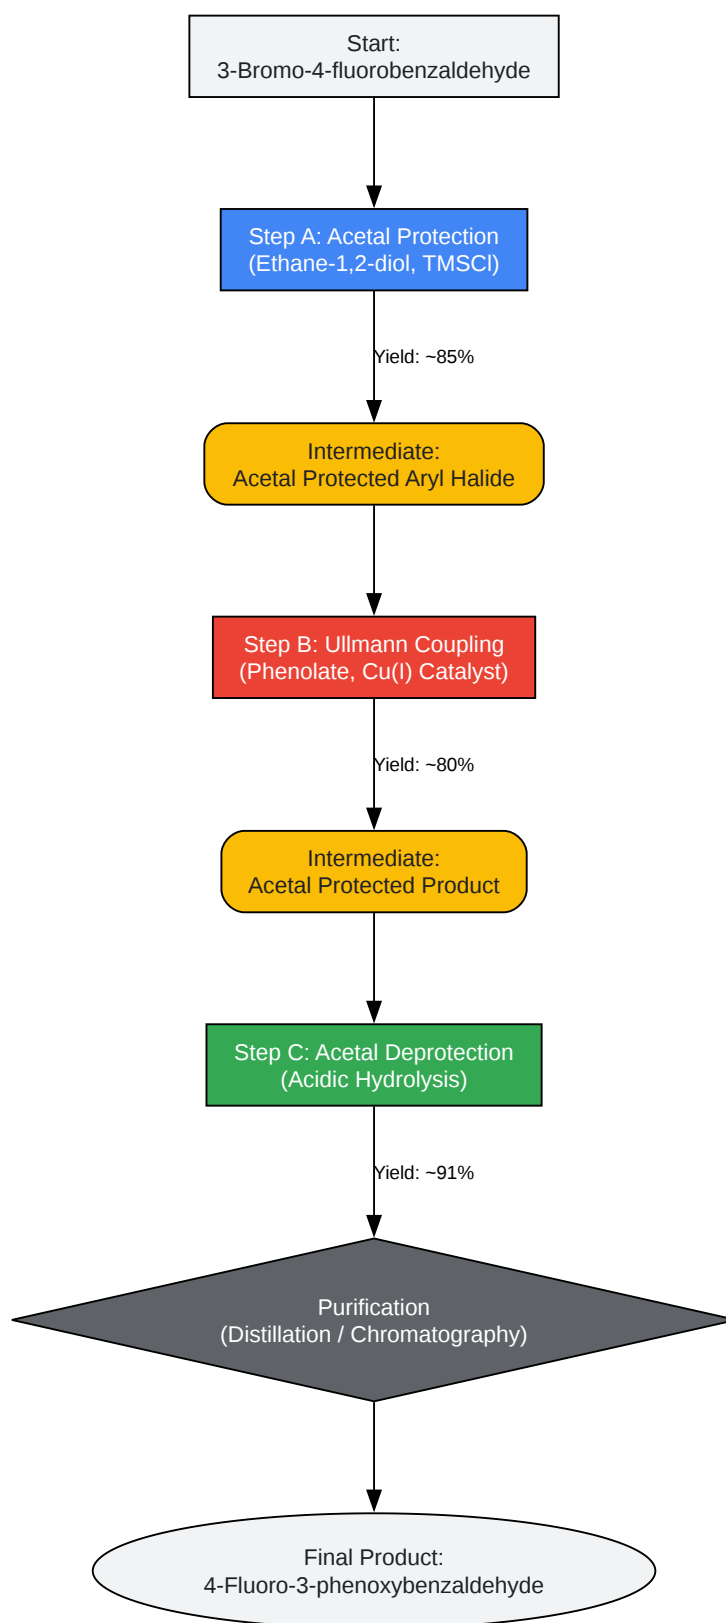 Start:
3-Bromo-4-fluorobenzaldehyde
Step A: Acetal Protection
(Ethane-1,2-diol, TMSCl)
Yield: ~85%
Intermediate:
Acetal Protected Aryl Halide
Step B: Ullmann Coupling
(Phenolate, Cu(I) Catalyst)
Yield: ~80%
Intermediate:
Acetal Protected Product
Step C: Acetal Deprotection
(Acidic Hydrolysis)
Yield: ~91%
Purification
(Distillation / Chromatography)
Final Product:
4-Fluoro-3-phenoxybenzaldehyde